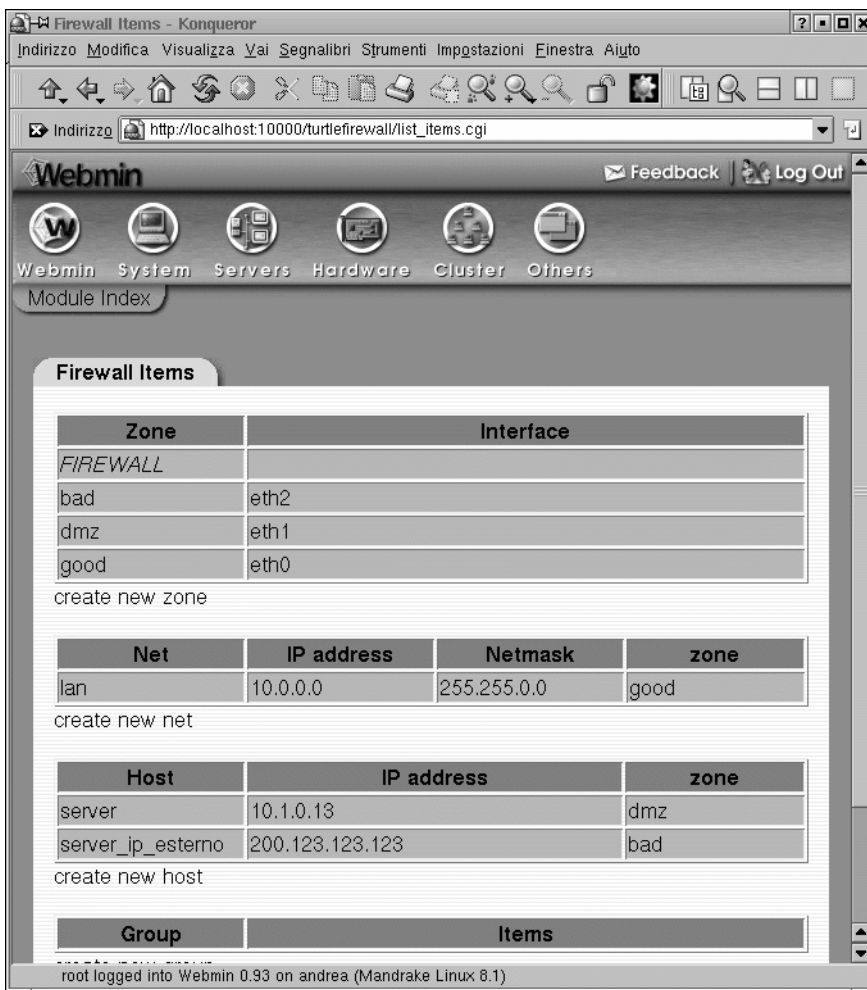 Firewall Items - Konqueror
Indirizzo Modifica Visualizza Vai Segnalibri Strumenti Impostazioni Finestra Aiuto
Indirizzo http://localhost:10000/turtlefirewall/list_items.cgi
Webmin Feedback Log Out
Webmin System Servers Hardware Cluster Others
Module Index
Firewall Items
Zone Interface
FIREWALL
bad eth2
dmz eth1
good eth0
create new zone
Net IP address Netmask zone
lan 10.0.0.0 255.255.0.0 good
create new net
Host IP address zone
server 10.1.0.13 dmz
server_ip_esterno 200.123.123.123 bad
create new host
Group Items
root logged into Webmin 0.93 on andrea (Mandrake Linux 8.1)